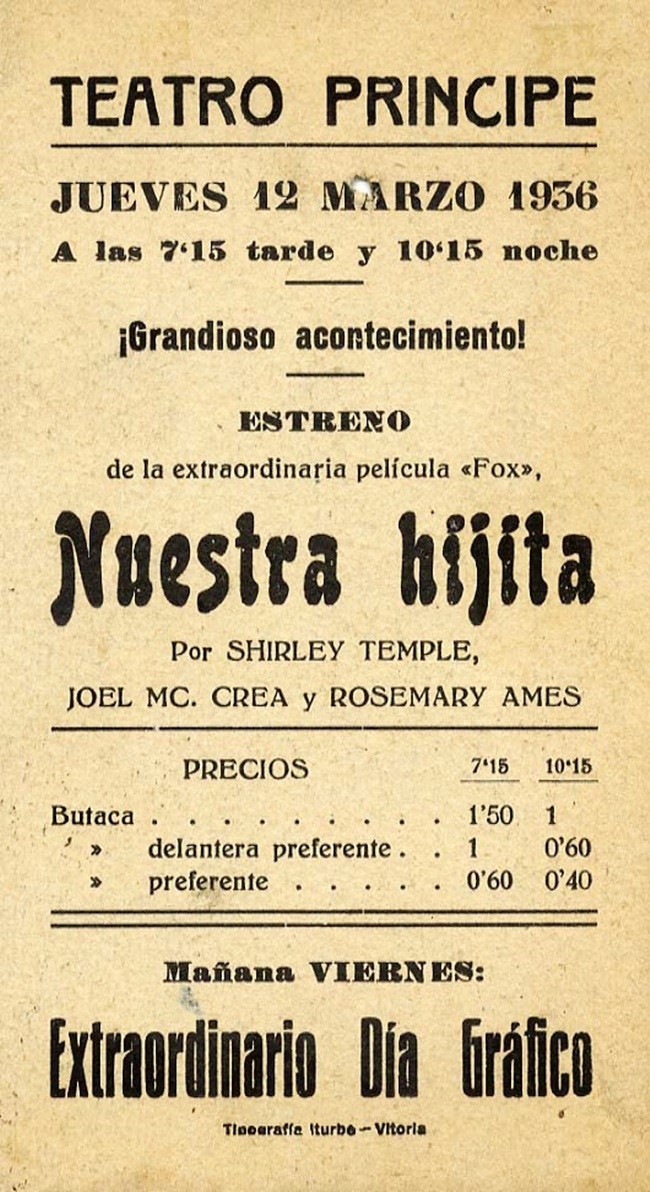 TEATRO PRINCIPE
JUEVES 12 MARZO 1936
A las 7'15 tarde y 10'15 noche
¡Grandioso acontecimiento!
ESTRENO
de la extraordinaria película «Fox»,
Nuestra hijita
Por SHIRLEY TEMPLE,
JOEL MC. CREA y ROSEMARY AMES
PRECIOS 7'15 10'15
Butaca . . . . . . . . . 1'50 1
» delantera preferente . . 1 0'60
» preferente . . . . . 0'60 0'40
Mañana VIERNES:
Extraordinario Día Gráfico
Tipografía Iturbe – Vitoria